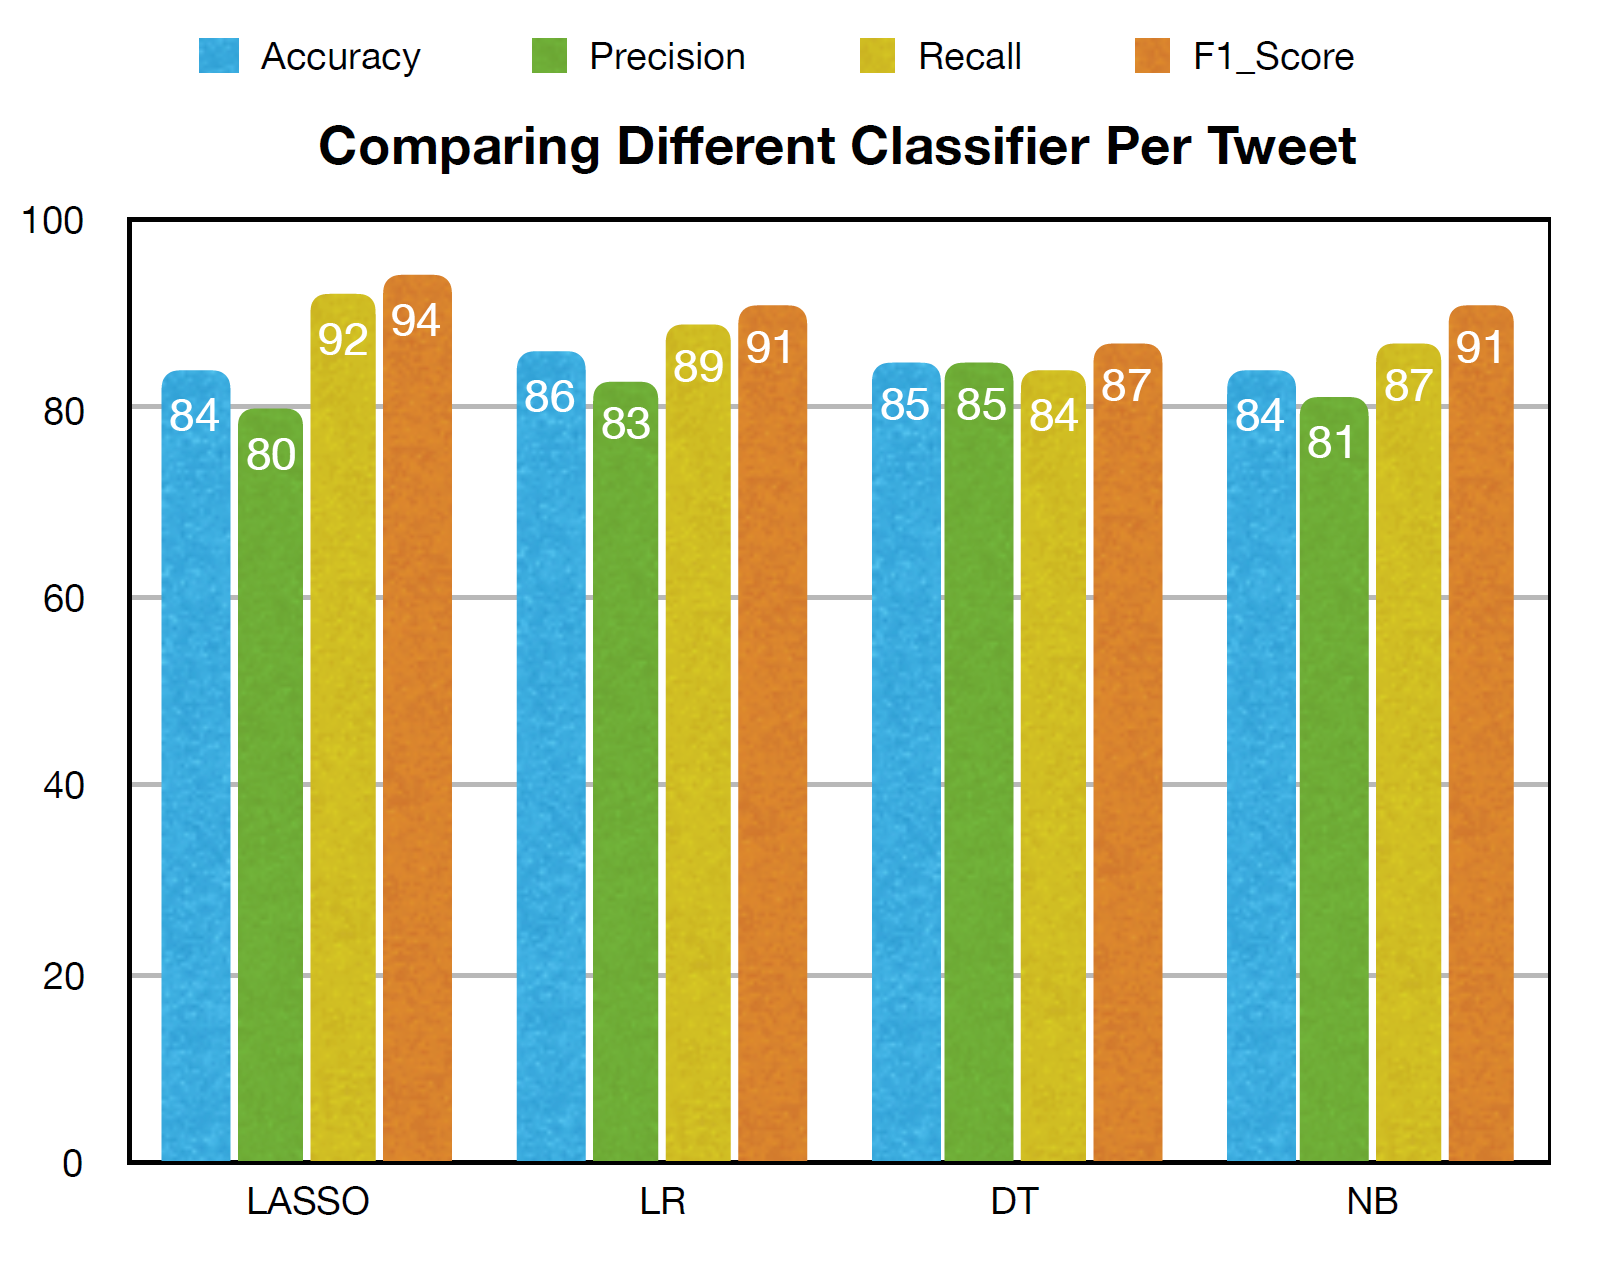 Accuracy Precision Recall F1_Score
Comparing Different Classifier Per Tweet
100
80
60
40
20
0
84 80 92 94
86 83 89 91
85 85 84 87
84 81 87 91
LASSO LR DT NB